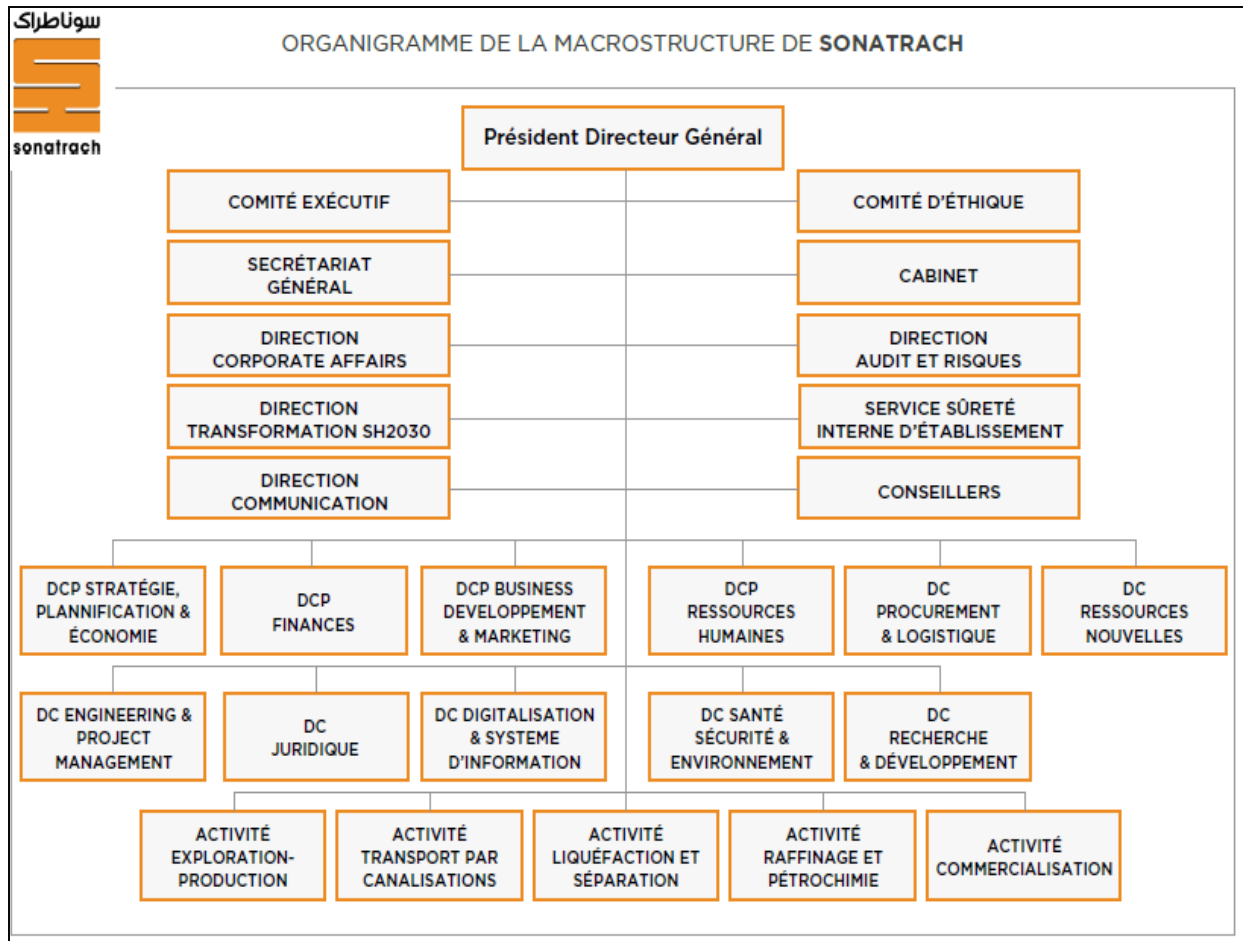 سوناطراك
sonatrach
ORGANIGRAMME DE LA MACROSTRUCTURE DE SONATRACH
Président Directeur Général
COMITÉ EXÉCUTIF
COMITÉ D'ÉTHIQUE
SECRÉTARIAT
GÉNÉRAL
CABINET
DIRECTION
CORPORATE AFFAIRS
DIRECTION
AUDIT ET RISQUES
DIRECTION
TRANSFORMATION SH2030
SERVICE SÛRETÉ
INTERNE D'ÉTABLISSEMENT
DIRECTION
COMMUNICATION
CONSEILLERS
DCP STRATÉGIE,
PLANNIFICATION &
ÉCONOMIE
DCP
FINANCES
DCP BUSINESS
DEVELOPPEMENT
& MARKETING
DCP
RESSOURCES
HUMAINES
DC
PROCUREMENT
& LOGISTIQUE
DC
RESSOURCES
NOUVELLES
DC ENGINEERING &
PROJECT
MANAGEMENT
DC
JURIDIQUE
DC DIGITALISATION
& SYSTEME
D'INFORMATION
DC SANTÉ
SÉCURITÉ &
ENVIRONNEMENT
DC
RECHERCHE
& DÉVELOPPEMENT
ACTIVITÉ
EXPLORATION-
PRODUCTION
ACTIVITÉ
TRANSPORT PAR
CANALISATIONS
ACTIVITÉ
LIQUÉFACTION ET
SÉPARATION
ACTIVITÉ
RAFFINAGE ET
PÉTROCHIMIE
ACTIVITÉ
COMMERCIALISATION